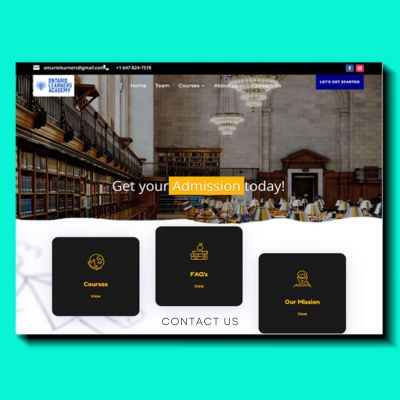 ontariolearners@gmail.com +1 647-824-7576
ONTARIO
LEARNERS
ACADEMY
Home Team Courses About us Contact Us
LET'S GET STARTED
Get your Admission today!
Courses
View
FAQ's
View
Our Mission
View
CONTACT US